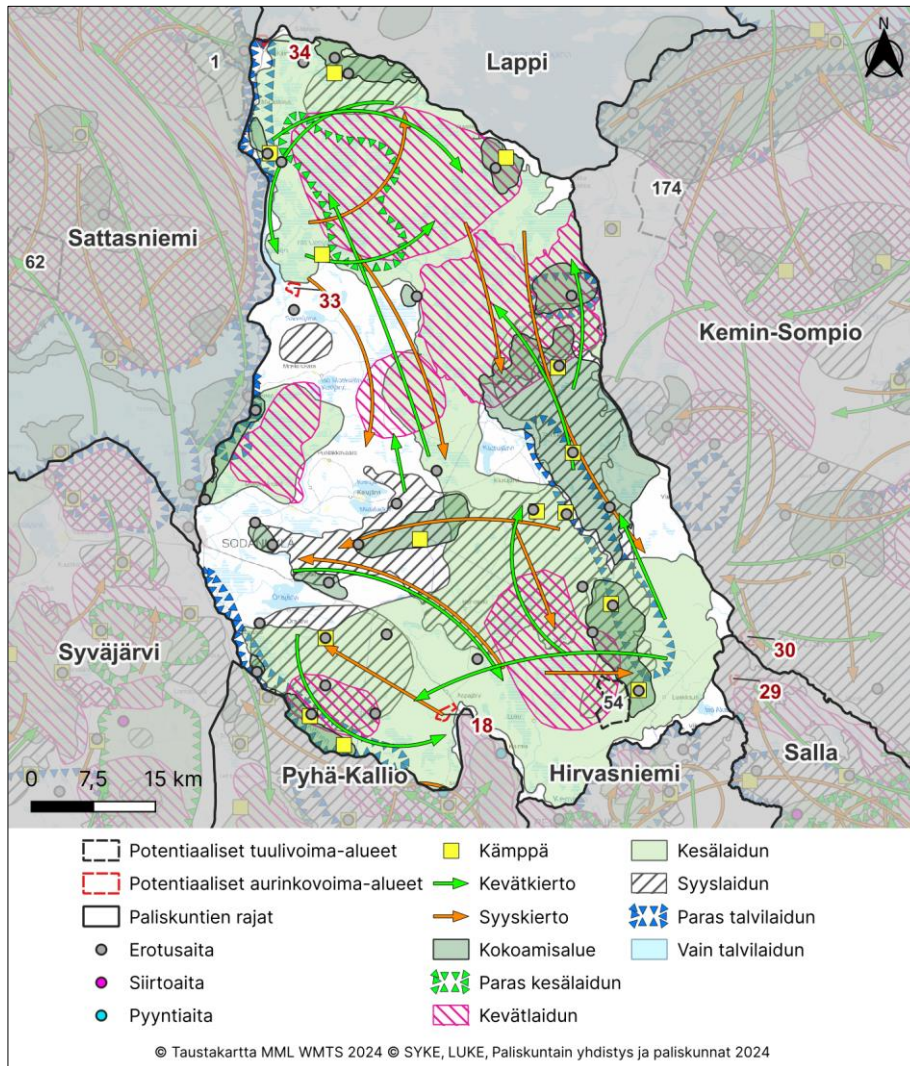 N
34
Lappi
1
174
Sattasniemi
62
33
Kemin-Sompio
SODANKYLÄ
Syväjärvi
30
29
54
18
Salla
Pyhä-Kallio
Hirvasniemi
0 7,5 15 km
Potentiaaliset tuulivoima-alueet
Potentiaaliset aurinkovoima-alueet
Paliskuntien rajat
Erotusaita
Siirtoaita
Pyyntiaita
Kämppä
Kevätkierto
Syyskierto
Kokoamisalue
Paras kesälaidun
Kevätlaidun
Kesälaidun
Syyslaidun
Paras talvilaidun
Vain talvilaidun
© Taustakartta MML WMTS 2024 © SYKE, LUKE, Paliskuntain yhdistys ja paliskunnat 2024